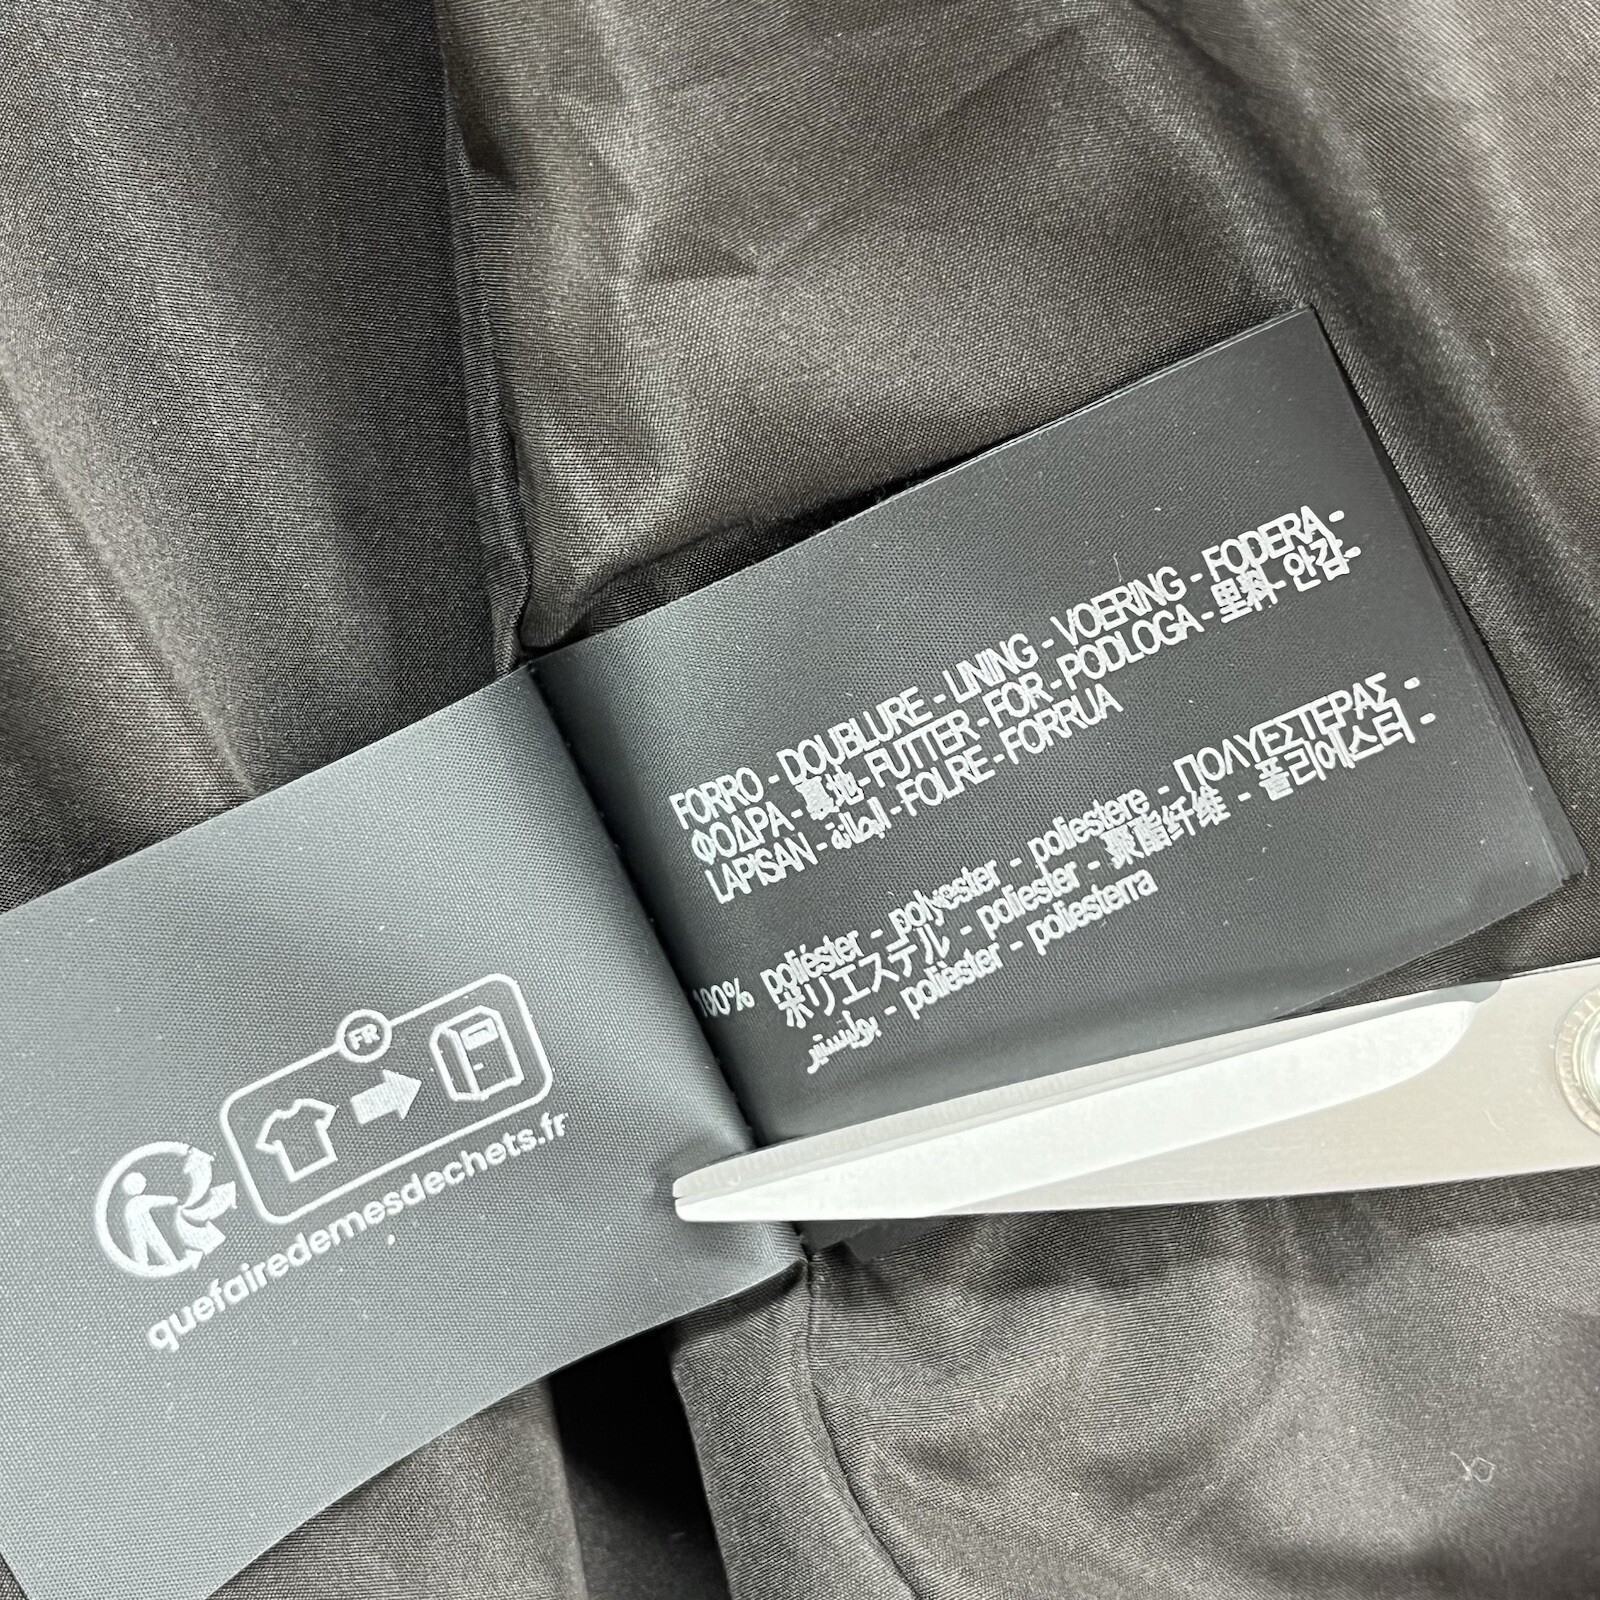 FORRO - DOUBLURE - LINING - VOERING - FODERA -
ΦΟΔΡΑ - 裏地 - FUTTER - FOR - PODLOGA - 里料 - 안감 -
LAPISAN - البطانة - FOLRE - FORRUA
100% poliéster - polyester - poliestere - ΠΟΛΥΕΣΤΕΡΑΣ -
ポリエステル - poliester - 聚酯纤维 - 폴리에스터 -
بوليستير - polièster - poliesterra
FR
quefairedemesdechets.fr